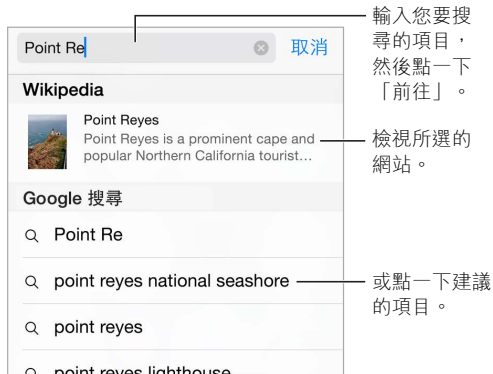 輸入您要搜
尋的項目，
然後點一下
「前往」。
Point Re
取消
Wikipedia
Point Reyes
Point Reyes is a prominent cape and
popular Northern California tourist…
檢視所選的
網站。
Google 搜尋
Point Re
point reyes national seashore
或點一下建議
的項目。
point reyes
point reyes lighthouse